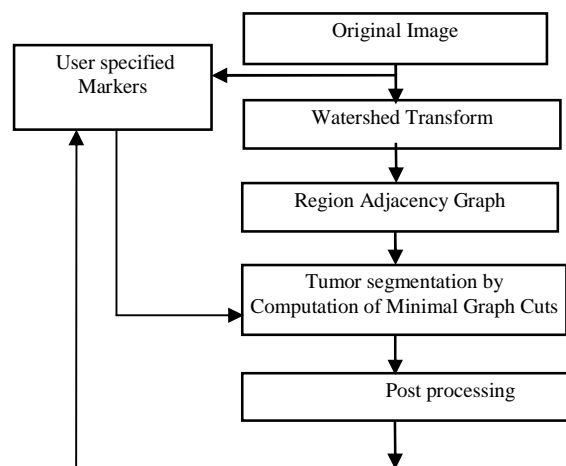 Original Image
User specified
Markers
Watershed Transform
Region Adjacency Graph
Tumor segmentation by
Computation of Minimal Graph Cuts
Post processing